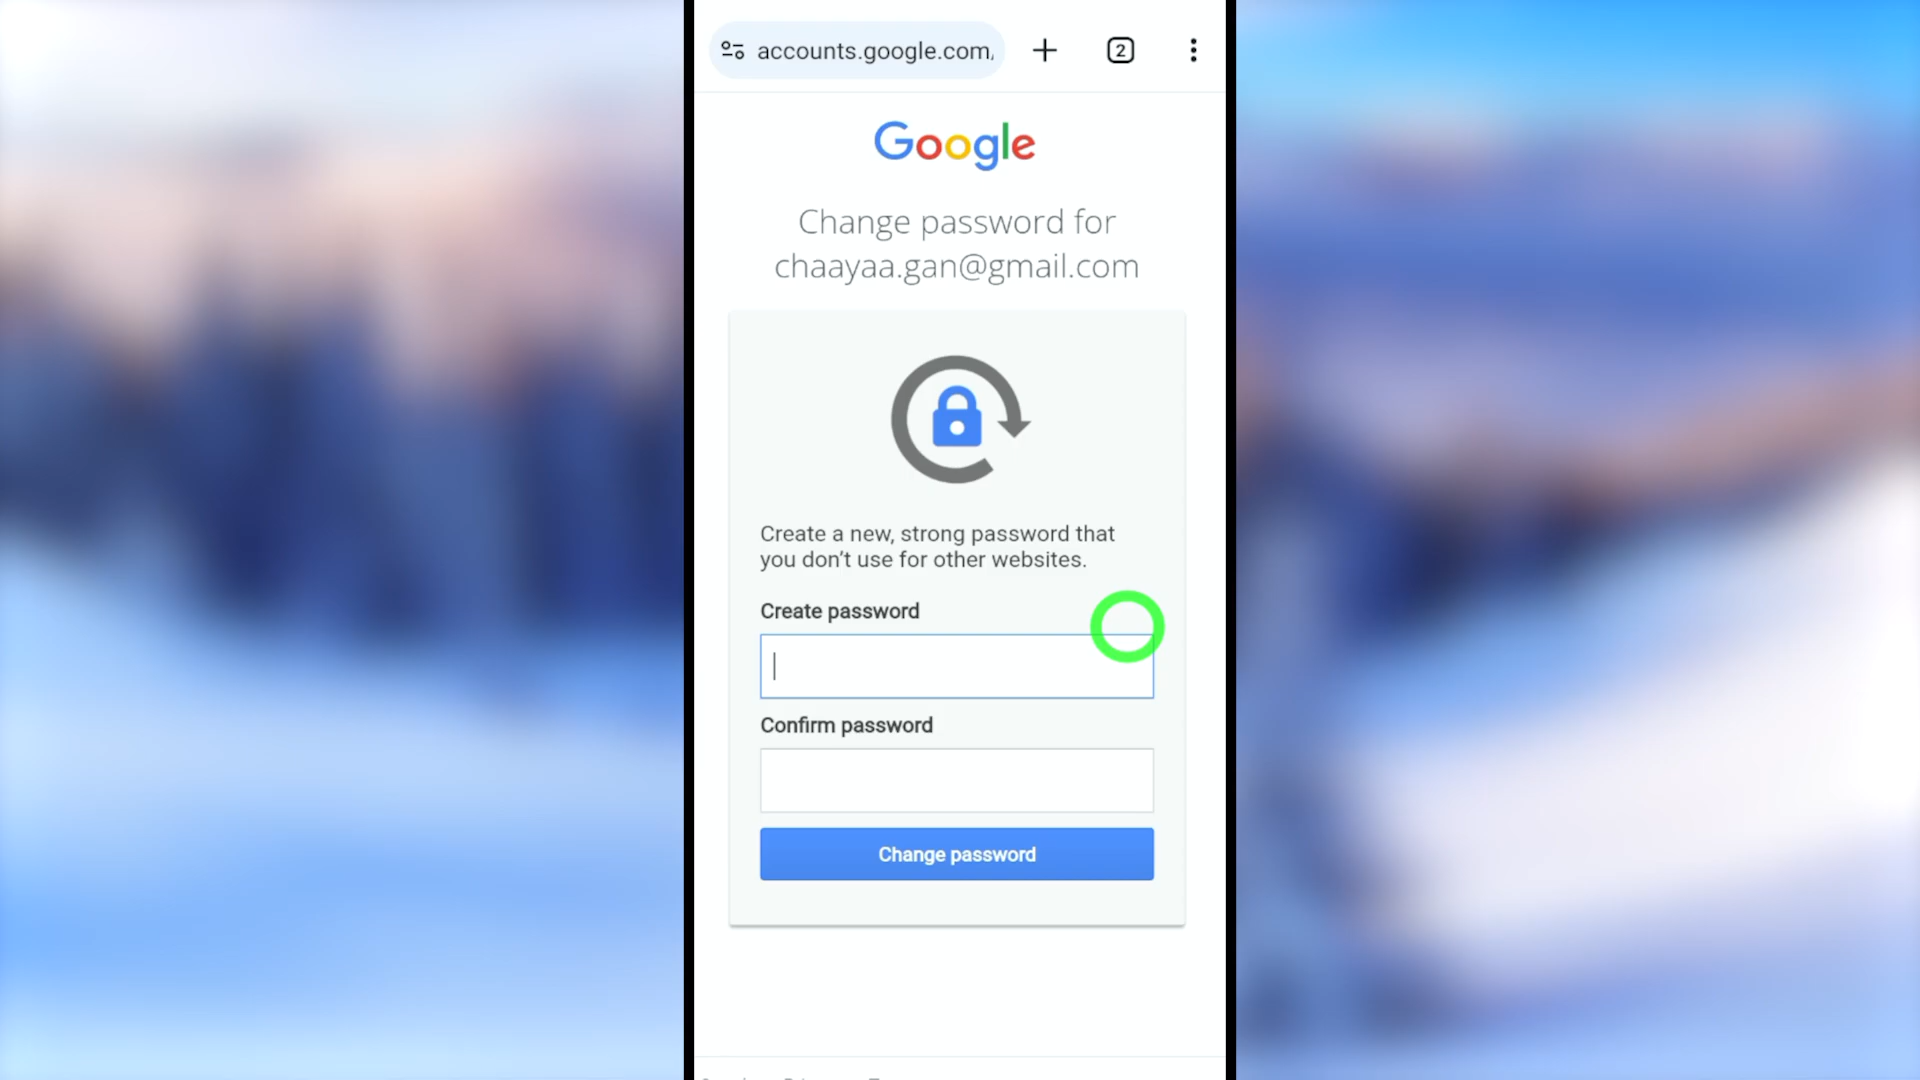 accounts.google.com
2
Google
Change password for
chaayaa.gan@gmail.com
Create a new, strong password that
you don’t use for other websites.
Create password
Confirm password
Change password